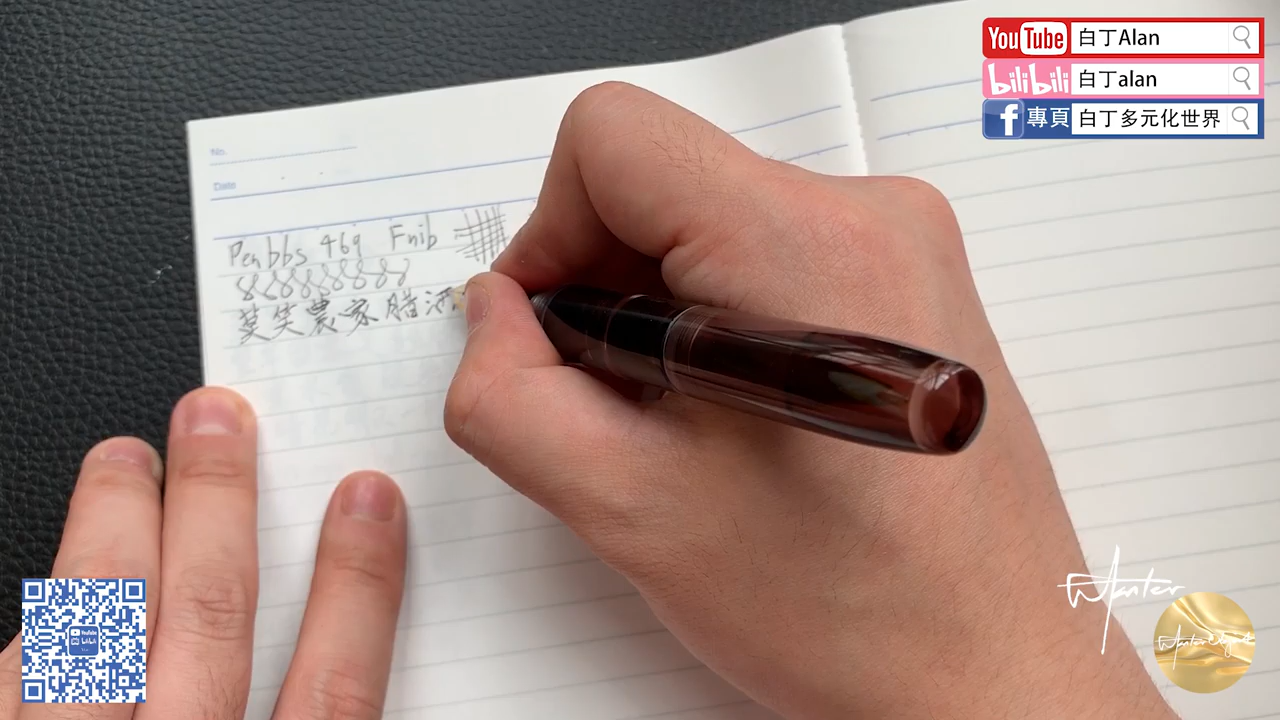 YouTube 白丁Alan
bilibili 白丁alan
f 專頁 白丁多元化世界
No.
Date
Penbbs 469 Fnib
莫笑農家腊酒